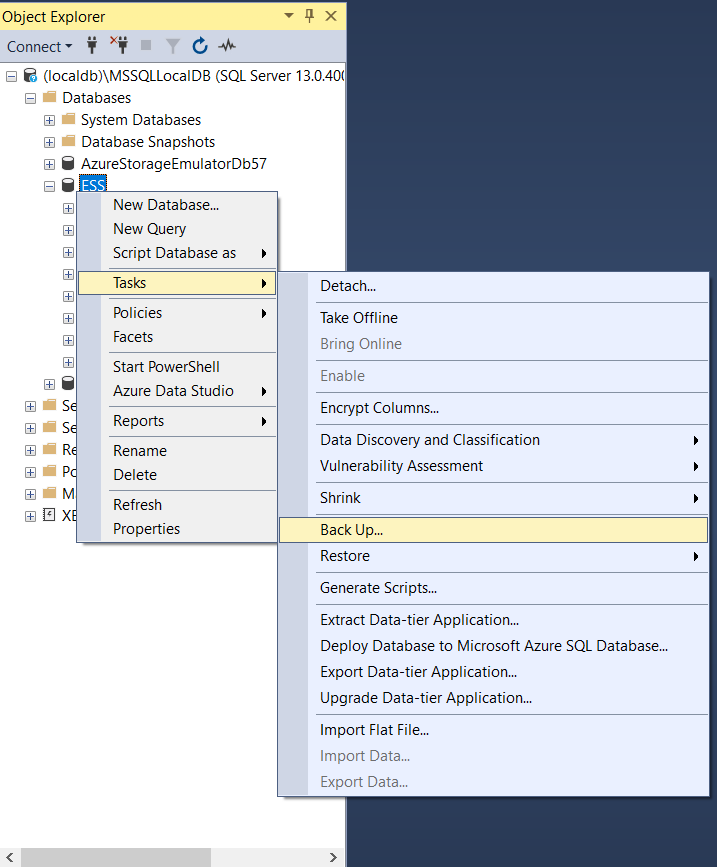 Object Explorer
Connect
(localdb)\MSSQLLocalDB (SQL Server 13.0.400
Databases
System Databases
Database Snapshots
AzureStorageEmulatorDb57
ESS
Se
Se
Re
Po
M
XE
New Database...
New Query
Script Database as
Tasks
Policies
Facets
Start PowerShell
Azure Data Studio
Reports
Rename
Delete
Refresh
Properties
Detach...
Take Offline
Bring Online
Enable
Encrypt Columns...
Data Discovery and Classification
Vulnerability Assessment
Shrink
Back Up...
Restore
Generate Scripts...
Extract Data-tier Application...
Deploy Database to Microsoft Azure SQL Database...
Export Data-tier Application...
Upgrade Data-tier Application...
Import Flat File...
Import Data...
Export Data...